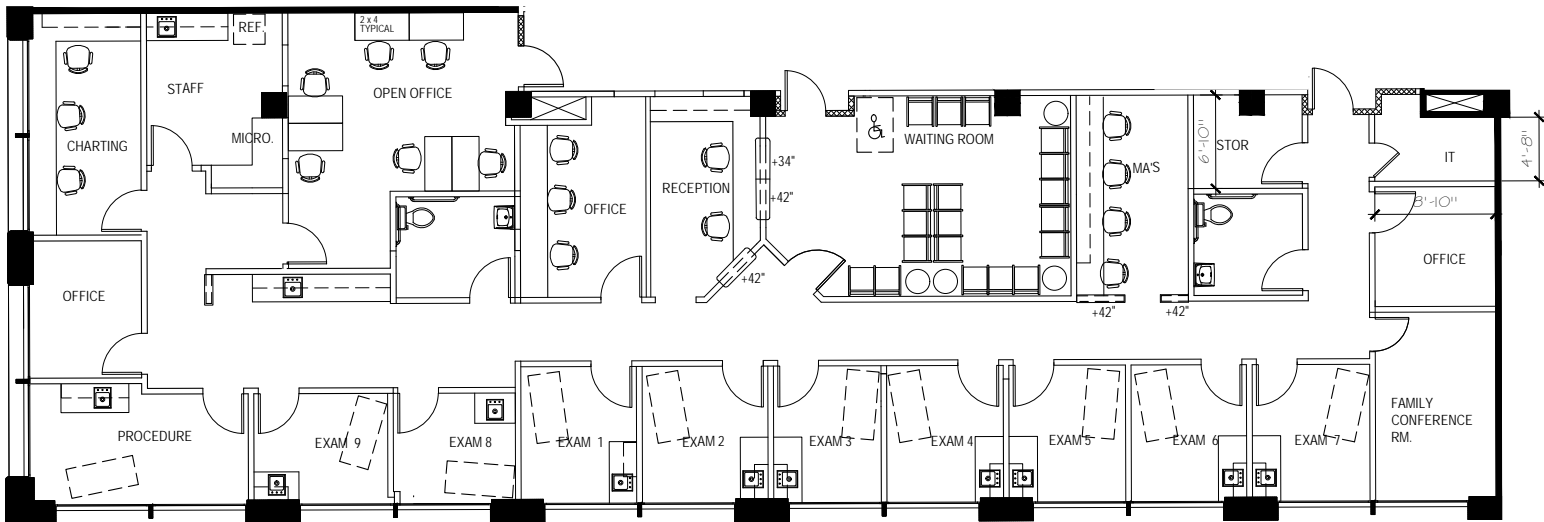 2 x 4
TYPICAL
REF.
STAFF
OPEN OFFICE
CHARTING
MICRO.
WAITING ROOM
+34"
RECEPTION
+42"
OFFICE
+42"
MA'S
6'-10"
STOR
IT
4'-8"
8'-10"
OFFICE
OFFICE
+42"
+42"
PROCEDURE
EXAM 9
EXAM 8
EXAM 1
EXAM 2
EXAM 3
EXAM 4
EXAM 5
EXAM 6
EXAM 7
FAMILY
CONFERENCE
RM.